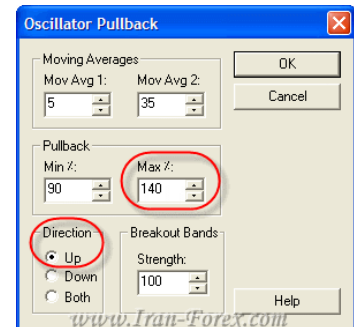 Oscillator Pullback
Moving Averages
Mov Avg 1:
Mov Avg 2:
5
35
OK
Cancel
Pullback
Min %:
Max %:
90
140
Direction
Up
Down
Both
Breakout Bands
Strength:
100
Help
www.Iran-Forex.com